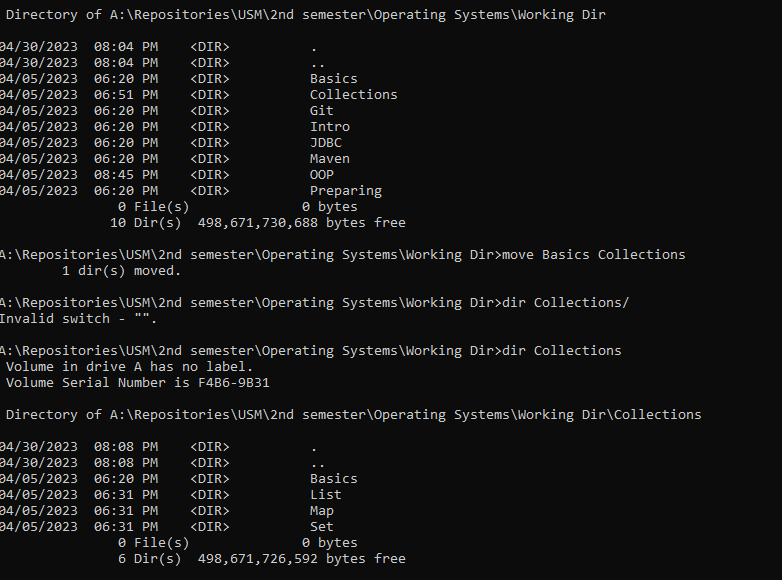 Directory of A:\Repositories\USM\2nd semester\Operating Systems\Working Dir
04/30/2023  08:04 PM    <DIR>          .
04/30/2023  08:04 PM    <DIR>          ..
04/05/2023  06:20 PM    <DIR>          Basics
04/05/2023  06:51 PM    <DIR>          Collections
04/05/2023  06:20 PM    <DIR>          Git
04/05/2023  06:20 PM    <DIR>          Intro
04/05/2023  06:20 PM    <DIR>          JDBC
04/05/2023  06:20 PM    <DIR>          Maven
04/05/2023  08:45 PM    <DIR>          OOP
04/05/2023  06:20 PM    <DIR>          Preparing
0 File(s)              0 bytes
10 Dir(s)  498,671,730,688 bytes free
A:\Repositories\USM\2nd semester\Operating Systems\Working Dir>move Basics Collections
1 dir(s) moved.
A:\Repositories\USM\2nd semester\Operating Systems\Working Dir>dir Collections/
Invalid switch - "".
A:\Repositories\USM\2nd semester\Operating Systems\Working Dir>dir Collections
Volume in drive A has no label.
Volume Serial Number is F4B6-9B31
Directory of A:\Repositories\USM\2nd semester\Operating Systems\Working Dir\Collections
04/30/2023  08:08 PM    <DIR>          .
04/30/2023  08:08 PM    <DIR>          ..
04/05/2023  06:20 PM    <DIR>          Basics
04/05/2023  06:31 PM    <DIR>          List
04/05/2023  06:31 PM    <DIR>          Map
04/05/2023  06:31 PM    <DIR>          Set
0 File(s)              0 bytes
6 Dir(s)  498,671,726,592 bytes free